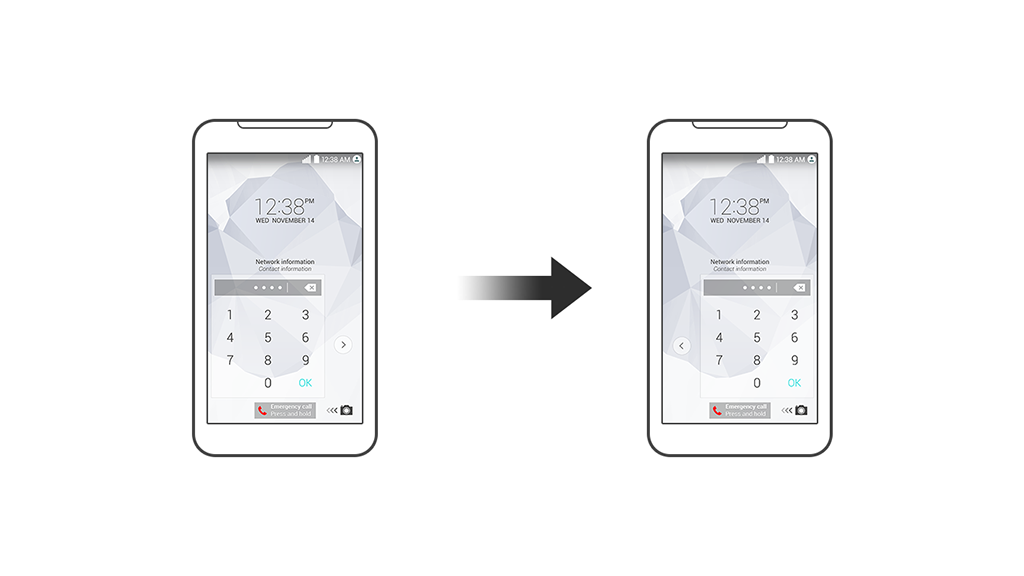 12:38 AM
12:38 PM
WED NOVEMBER 14
Network information
Contact information
1 2 3
4 5 6
7 8 9
0 OK
Emergency call
Press and hold
12:38 AM
12:38 PM
WED NOVEMBER 14
Network information
Contact information
1 2 3
4 5 6
7 8 9
0 OK
Emergency call
Press and hold